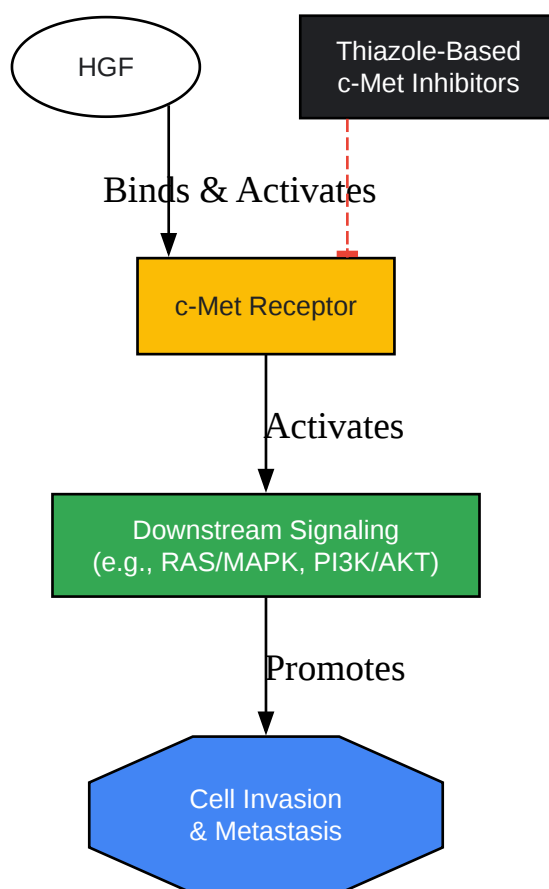 HGF
Thiazole-Based
c-Met Inhibitors
Binds & Activates
c-Met Receptor
Activates
Downstream Signaling
(e.g., RAS/MAPK, PI3K/AKT)
Promotes
Cell Invasion
& Metastasis